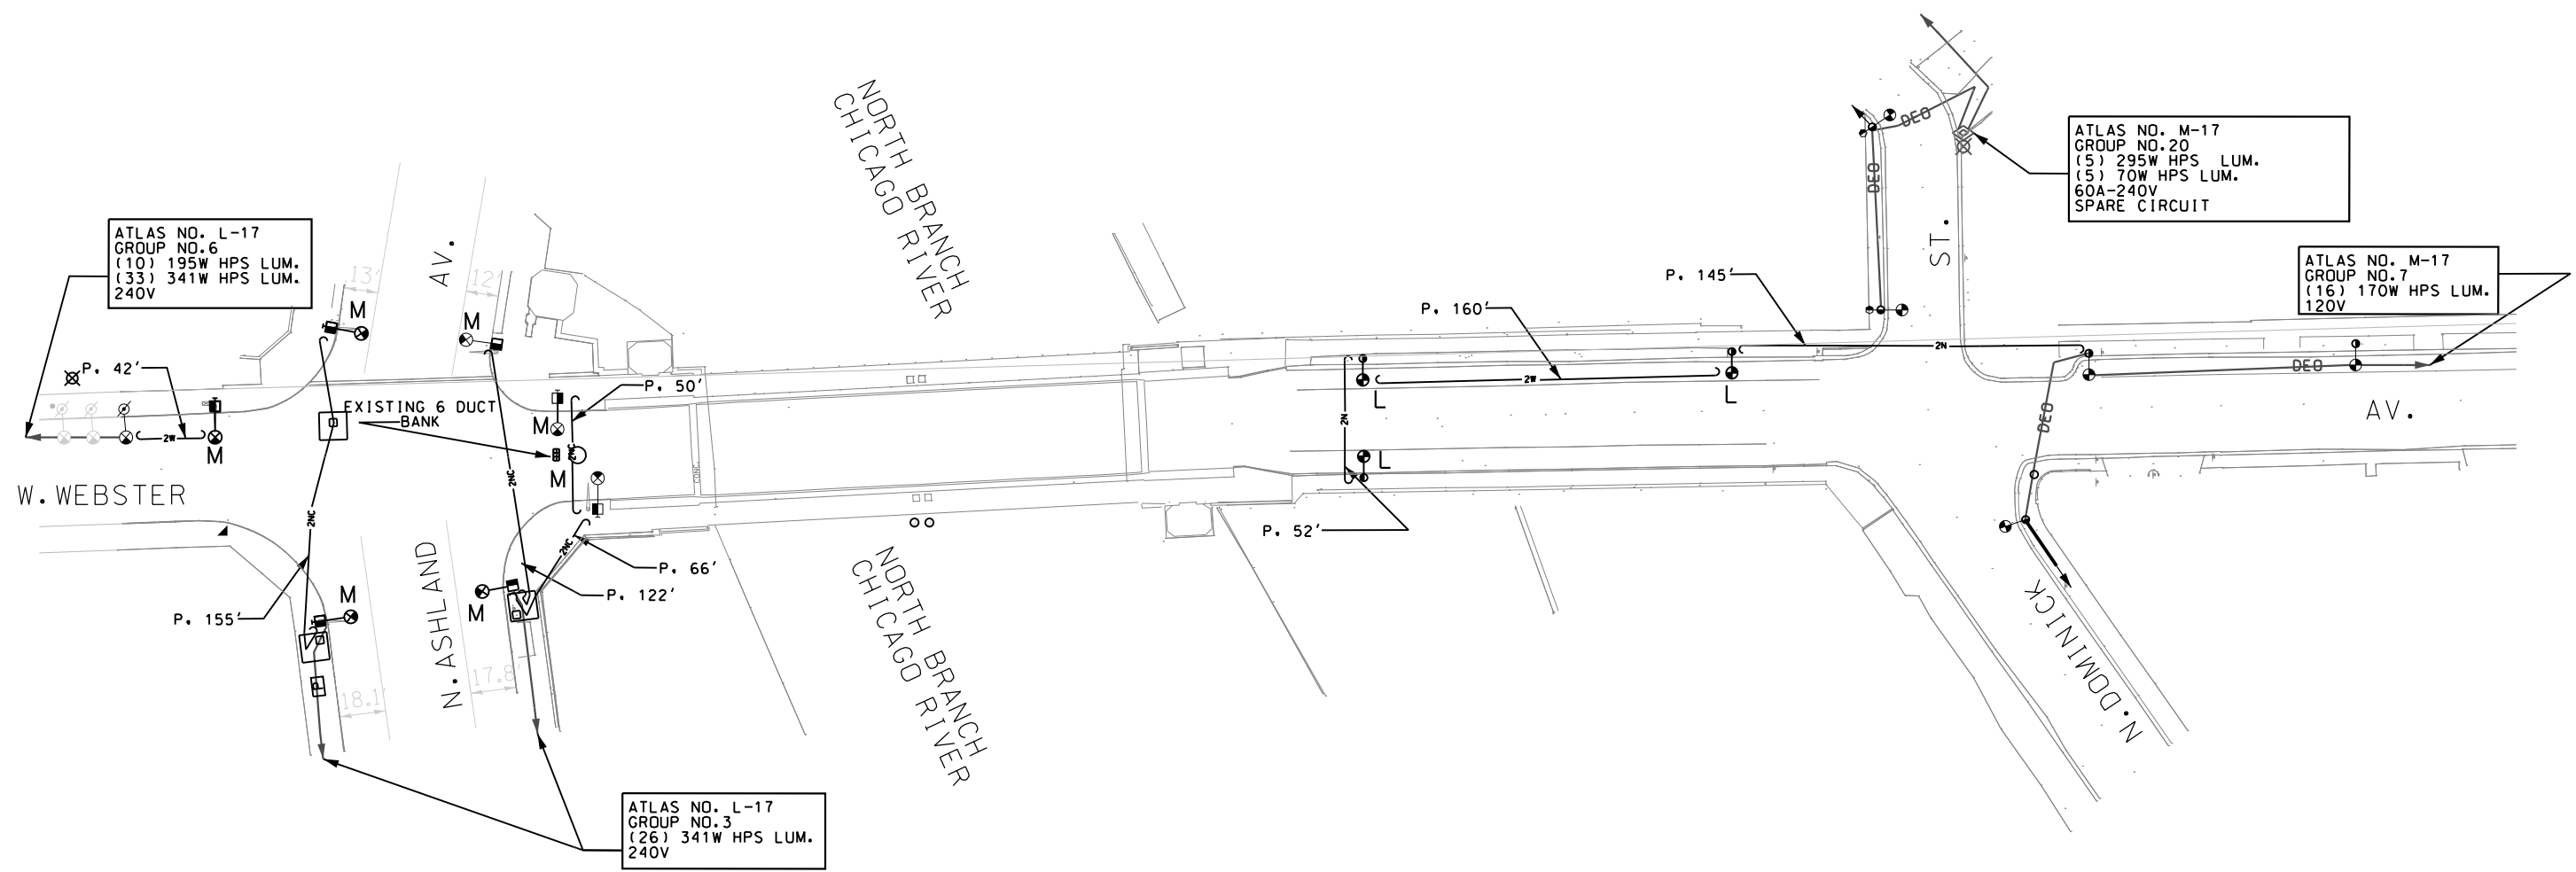 NORTH BRANCH
CHICAGO RIVER
ATLAS NO. M-17
GROUP NO.20
(5) 295W HPS LUM.
(5) 70W HPS LUM.
60A-240V
SPARE CIRCUIT
DEO
DEO
ST.
ATLAS NO. L-17
GROUP NO.6
(10) 195W HPS LUM.
(33) 341W HPS LUM.
240V
13'
AV.
12'
ATLAS NO. M-17
GROUP NO.7
(16) 170W HPS LUM.
120V
P. 145'
P. 160'
M
M
2N
P. 42'
DEO
2W
P. 50'
L
L
EXISTING 6 DUCT
BANK
M
2W
M
2NC
2N
DEO
AV.
L
M
2NC
W. WEBSTER
2NC
P. 52'
2NC
P. 66'
P. 122'
M
M
P. 155'
N. ASHLAND
NORTH BRANCH
CHICAGO RIVER
N. DOMINICK
P
17.8'
18.1'
ATLAS NO. L-17
GROUP NO.3
(26) 341W HPS LUM.
240V
CONC.